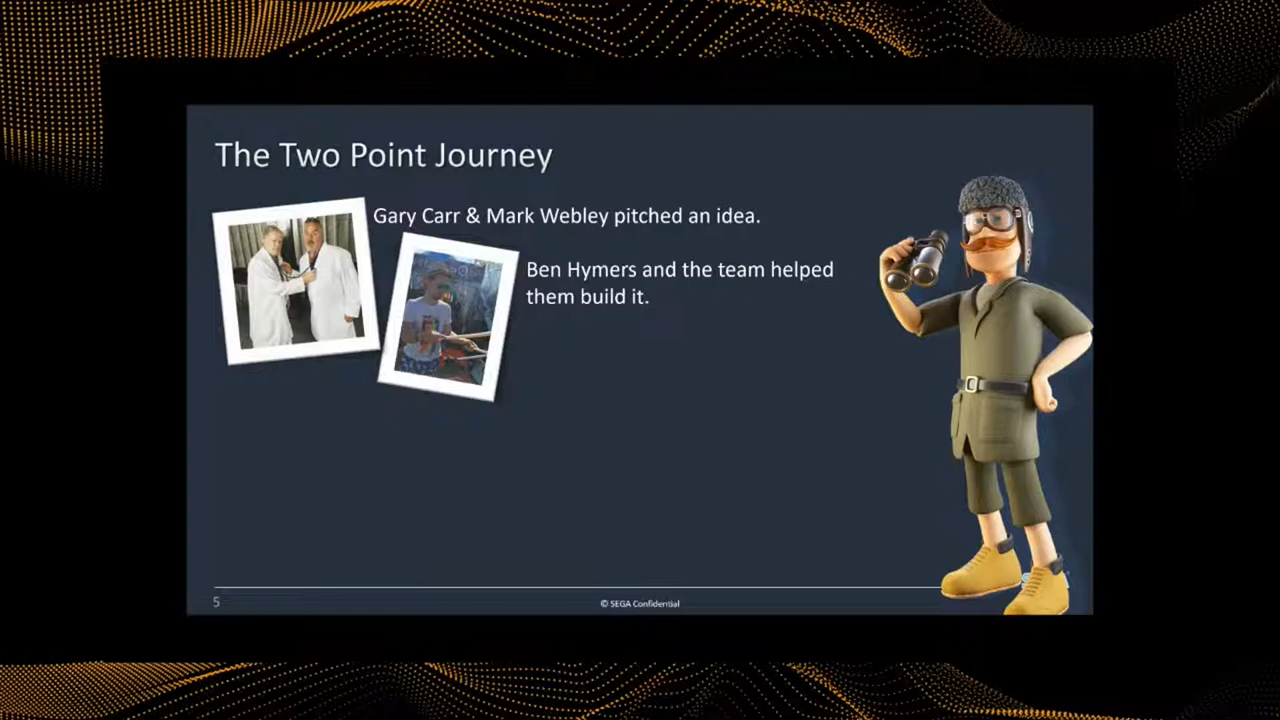 The Two Point Journey
Gary Carr & Mark Webley pitched an idea.
Ben Hymers and the team helped
them build it.
5
© SEGA Confidential